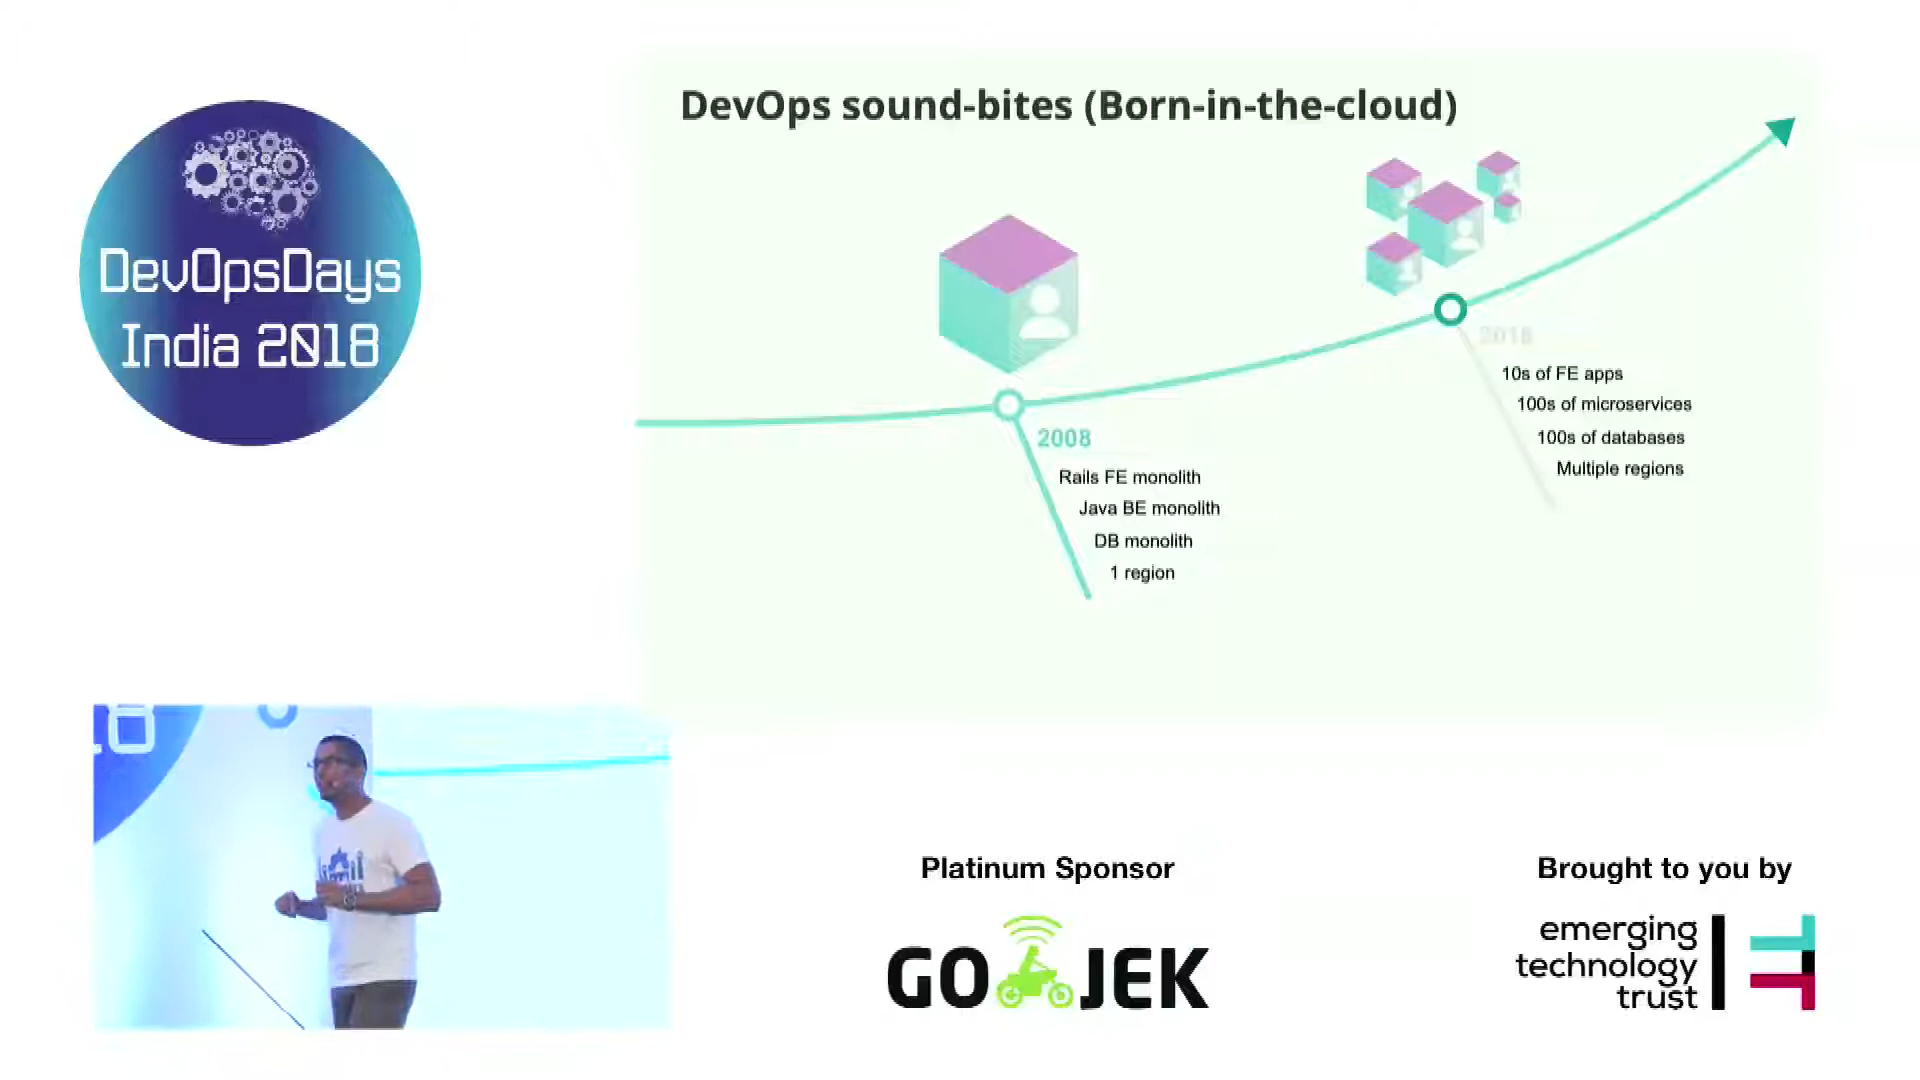 DevOps sound-bites (Born-in-the-cloud)
DevOpsDays
India 2018
2018
10s of FE apps
100s of microservices
100s of databases
Multiple regions
2008
Rails FE monolith
Java BE monolith
DB monolith
1 region
18
Platinum Sponsor
GO JEK
Brought to you by
emerging
technology
trust